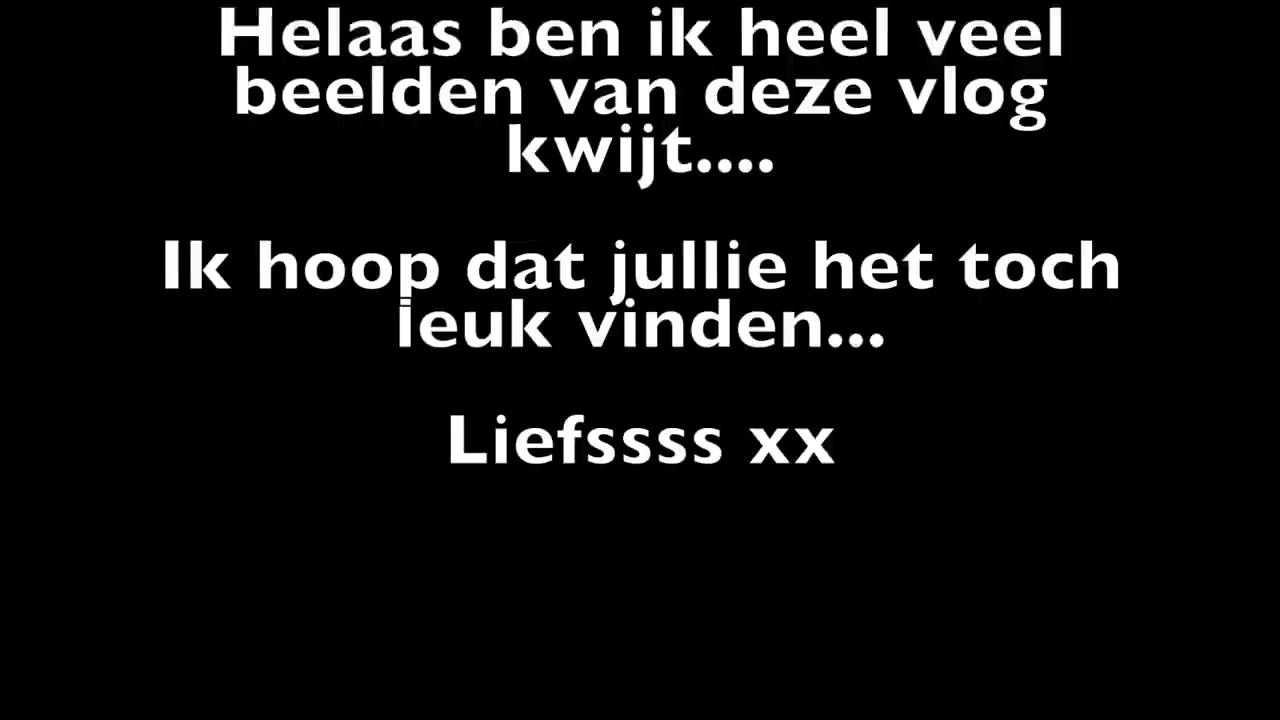 Helaas ben ik heel veel
beelden van deze vlog
kwijt....
Ik hoop dat jullie het toch
leuk vinden...
Liefssss xx